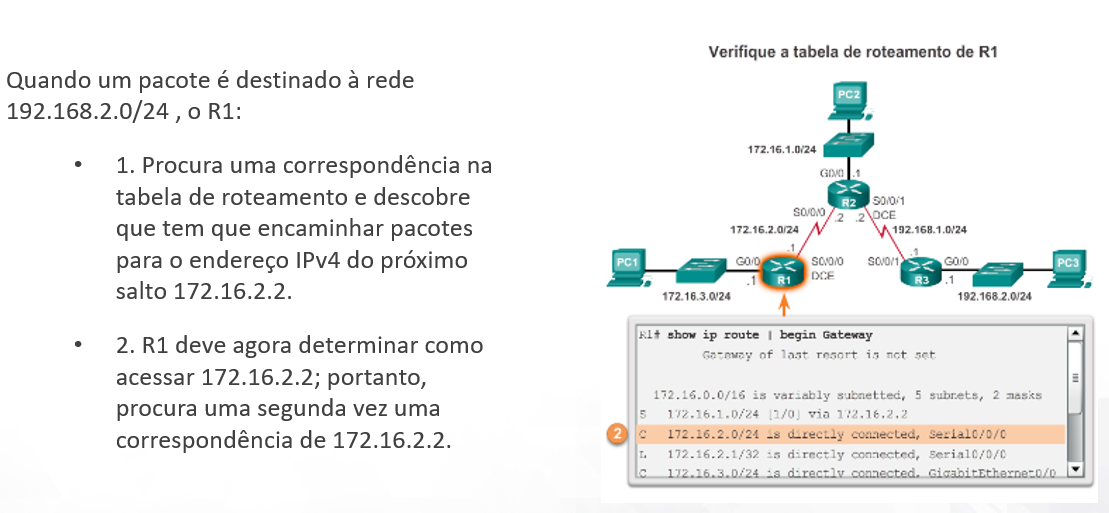 Quando um pacote é destinado à rede
192.168.2.0/24 , o R1:
• 1. Procura uma correspondência na
tabela de roteamento e descobre
que tem que encaminhar pacotes
para o endereço IPv4 do próximo
salto 172.16.2.2.
• 2. R1 deve agora determinar como
acessar 172.16.2.2; portanto,
procura uma segunda vez uma
correspondência de 172.16.2.2.
Verifique a tabela de roteamento de R1
PC2
172.16.1.0/24
G0/0 .1
R2
S0/0/0 .2 .2 S0/0/1
DCE
172.16.2.0/24
192.168.1.0/24
PC1
G0/0 .1
R1
.1 S0/0/0
DCE
S0/0/1 .1
R3
G0/0
.1
PC3
172.16.3.0/24
192.168.2.0/24
R1# show ip route | begin Gateway
Gateway of last resort is not set
172.16.0.0/16 is variably subnetted, 5 subnets, 2 masks
S 172.16.1.0/24 [1/0] via 172.16.2.2
2 C 172.16.2.0/24 is directly connected, Serial0/0/0
L 172.16.2.1/32 is directly connected, Serial0/0/0
C 172.16.3.0/24 is directly connected, GigabitEthernet0/0